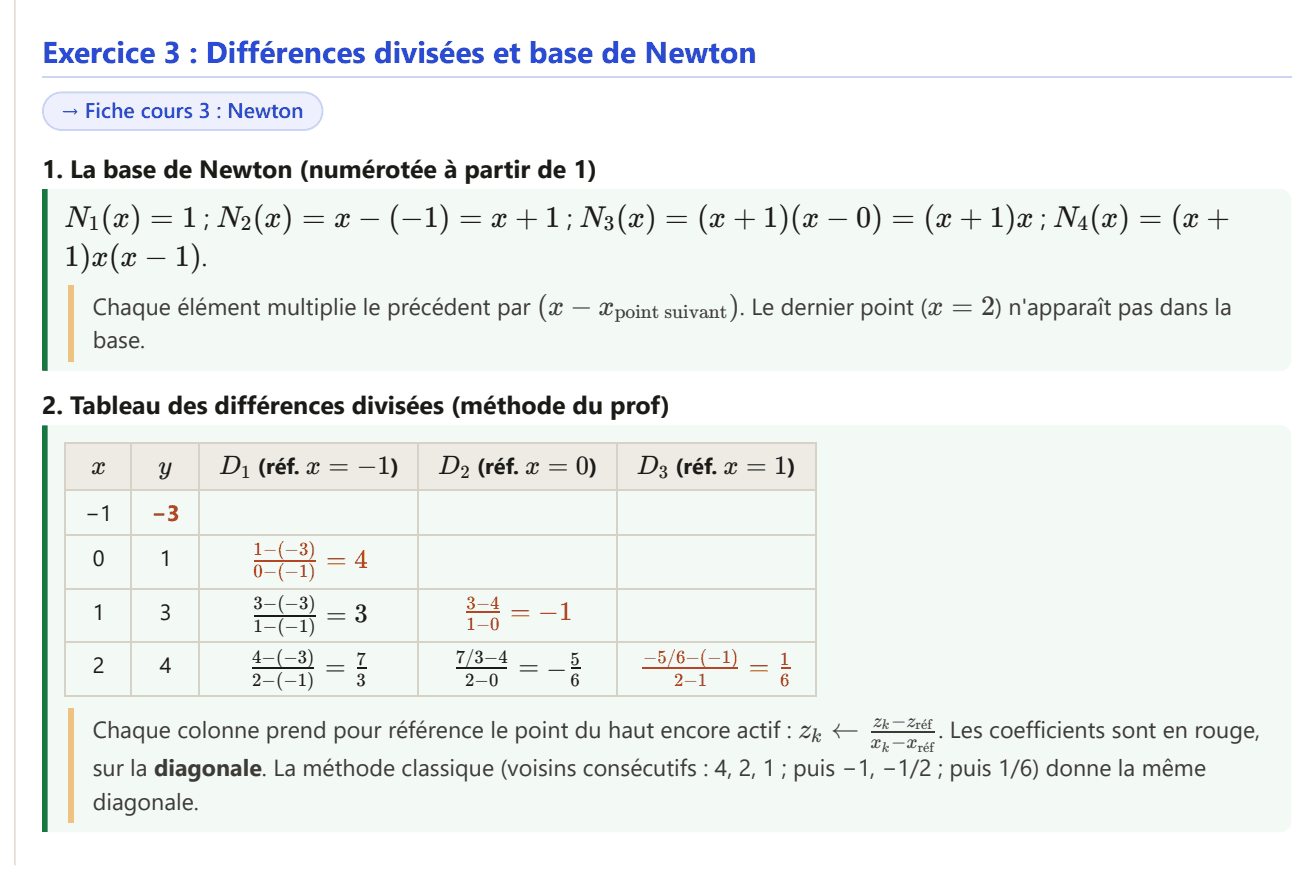 Exercice 3 : Différences divisées et base de Newton
→ Fiche cours 3 : Newton
1. La base de Newton (numérotée à partir de 1)
N₁(x) = 1 ; N₂(x) = x − (−1) = x + 1 ; N₃(x) = (x + 1)(x − 0) = (x + 1)x ; N₄(x) = (x +
1)x(x − 1).
Chaque élément multiplie le précédent par (x − x_point suivant). Le dernier point (x = 2) n'apparaît pas dans la
base.
2. Tableau des différences divisées (méthode du prof)
x y D₁ (réf. x = −1) D₂ (réf. x = 0) D₃ (réf. x = 1)
−1 −3
0 1 (1−(−3))/(0−(−1)) = 4
1 3 (3−(−3))/(1−(−1)) = 3 (3−4)/(1−0) = −1
2 4 (4−(−3))/(2−(−1)) = 7/3 (7/3−4)/(2−0) = −5/6 (−5/6−(−1))/(2−1) = 1/6
Chaque colonne prend pour référence le point du haut encore actif : z_k ← (z_k−z_réf)/(x_k−x_réf). Les coefficients sont en rouge,
sur la diagonale. La méthode classique (voisins consécutifs : 4, 2, 1 ; puis −1, −1/2 ; puis 1/6) donne la même
diagonale.